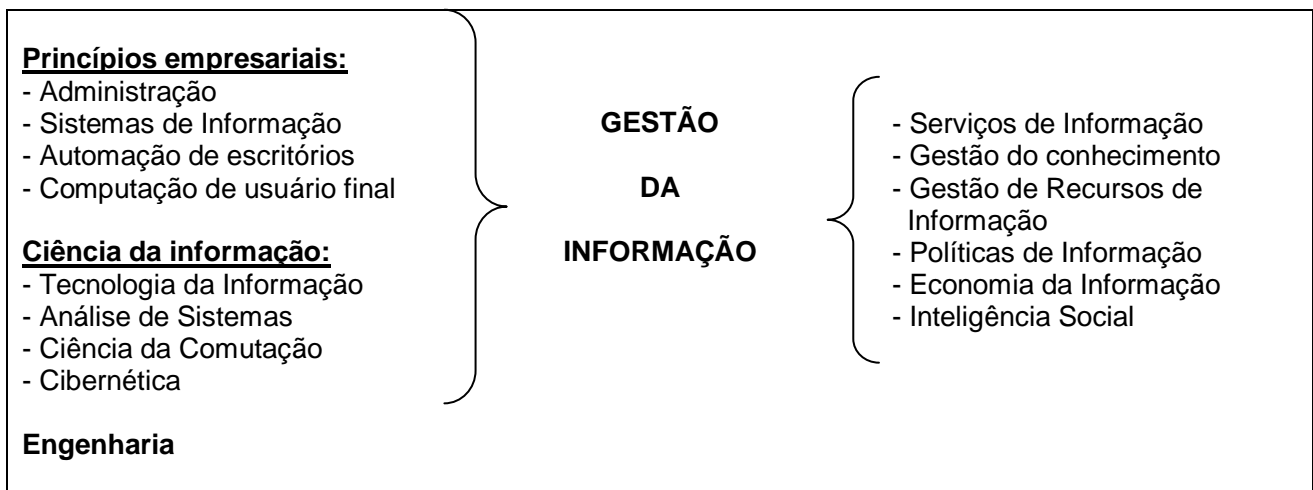 Princípios empresariais:
- Administração
- Sistemas de Informação
- Automação de escritórios
- Computação de usuário final
Ciência da informação:
- Tecnologia da Informação
- Análise de Sistemas
- Ciência da Comutação
- Cibernética
Engenharia
GESTÃO
DA
INFORMAÇÃO
- Serviços de Informação
- Gestão do conhecimento
- Gestão de Recursos de
Informação
- Políticas de Informação
- Economia da Informação
- Inteligência Social